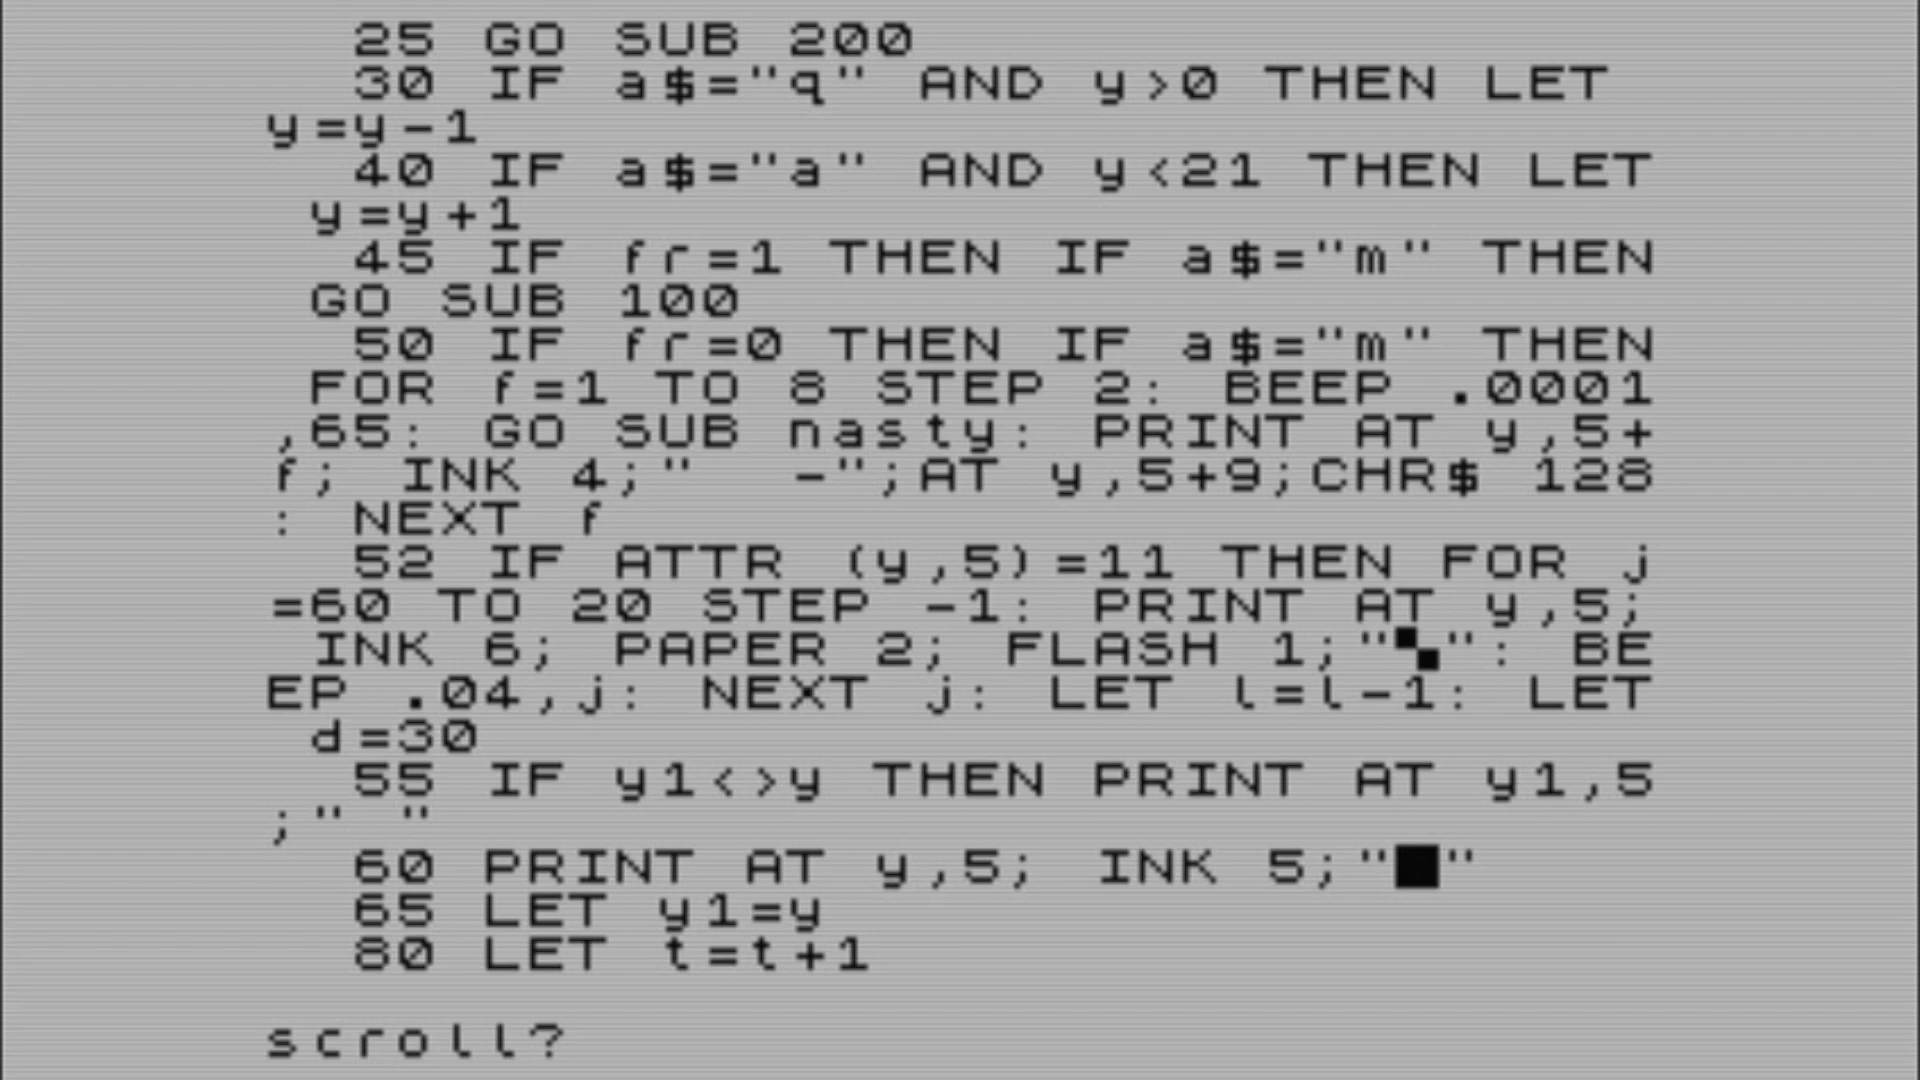 25 GO SUB 200
30 IF a$="q" AND y>0 THEN LET
y=y-1
40 IF a$="a" AND y<21 THEN LET
y=y+1
45 IF fr=1 THEN IF a$="m" THEN
GO SUB 100
50 IF fr=0 THEN IF a$="m" THEN
FOR f=1 TO 8 STEP 2: BEEP .0001
,65: GO SUB nasty: PRINT AT y,5+
f; INK 4;"  -";AT y,5+9;CHR$ 128
: NEXT f
52 IF ATTR (y,5)=11 THEN FOR j
=60 TO 20 STEP -1: PRINT AT y,5;
INK 6; PAPER 2; FLASH 1;"▚": BE
EP .04,j: NEXT j: LET l=l-1: LET
d=30
55 IF y1<>y THEN PRINT AT y1,5
;" "
60 PRINT AT y,5; INK 5;"█"
65 LET y1=y
80 LET t=t+1
scroll?